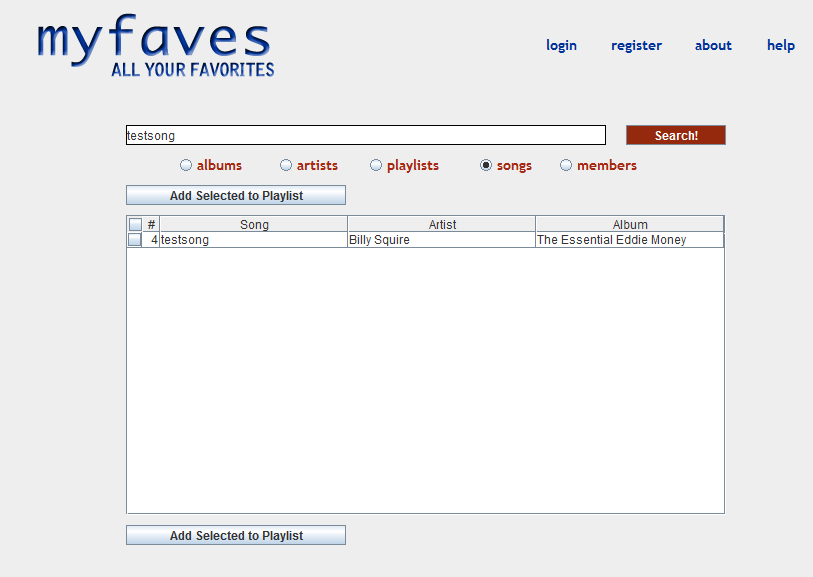 myfaves
ALL YOUR FAVORITES
login register about help
testsong Search!
albums artists playlists songs members
Add Selected to Playlist
# Song Artist Album
4 testsong Billy Squire The Essential Eddie Money
Add Selected to Playlist